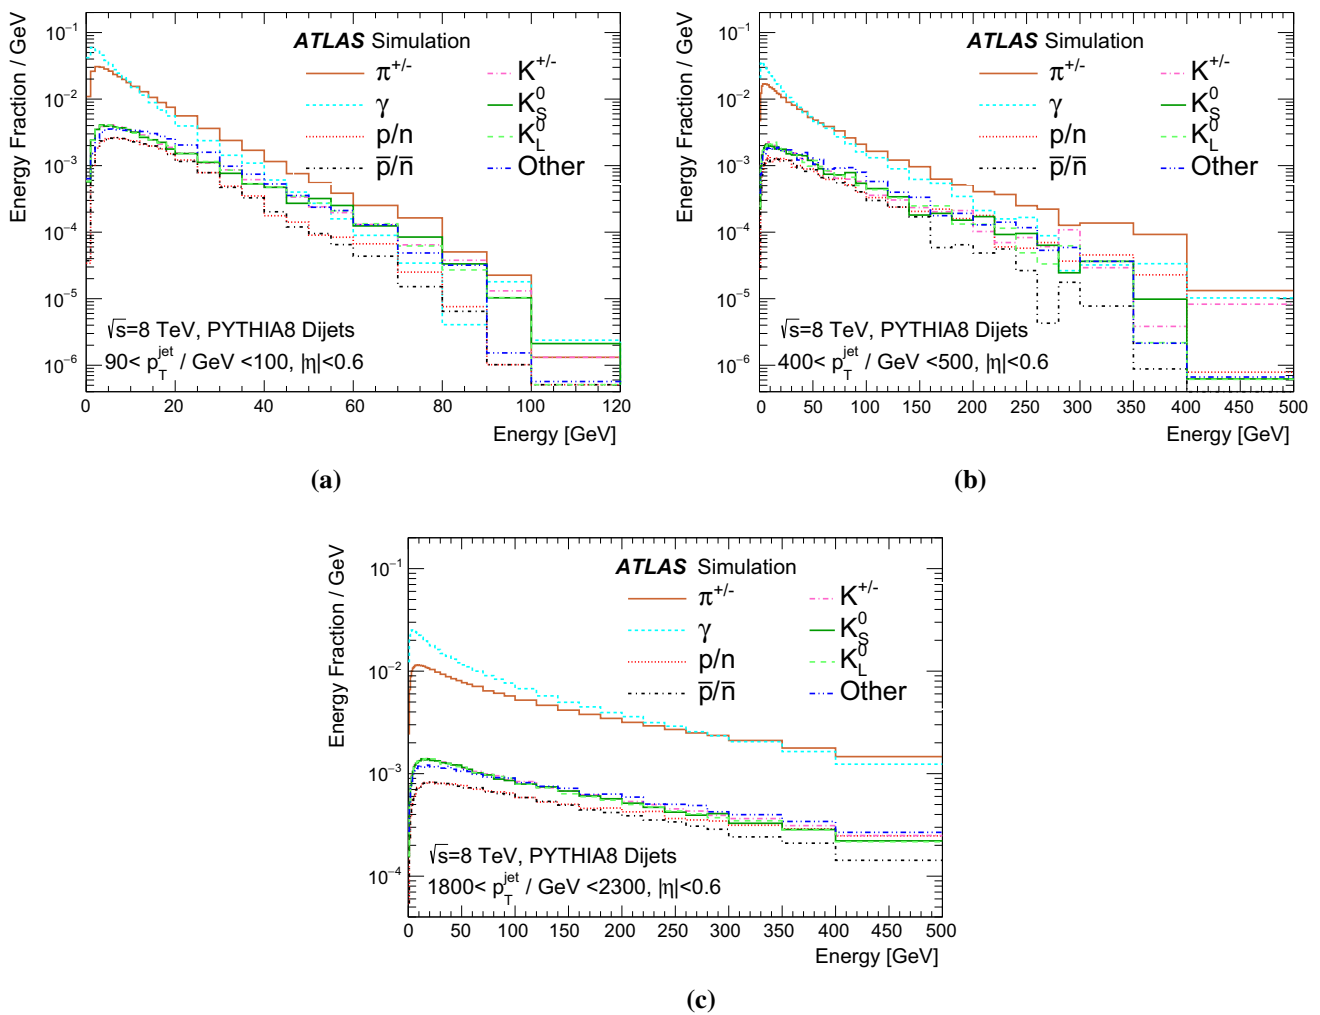 Energy Fraction / GeV
ATLAS Simulation
π+/-
γ
p/n
p̅/n̅
K+/-
K0S
K0L
Other
√s=8 TeV, PYTHIA8 Dijets
90< pTjet / GeV <100, |η|<0.6
10−1
10−2
10−3
10−4
10−5
10−6
0 20 40 60 80 100 120
Energy [GeV]
(a)
Energy Fraction / GeV
ATLAS Simulation
π+/-
γ
p/n
p̅/n̅
K+/-
K0S
K0L
Other
√s=8 TeV, PYTHIA8 Dijets
400< pTjet / GeV <500, |η|<0.6
10−1
10−2
10−3
10−4
10−5
10−6
0 50 100 150 200 250 300 350 400 450 500
Energy [GeV]
(b)
Energy Fraction / GeV
ATLAS Simulation
π+/-
γ
p/n
p̅/n̅
K+/-
K0S
K0L
Other
√s=8 TeV, PYTHIA8 Dijets
1800< pTjet / GeV <2300, |η|<0.6
10−1
10−2
10−3
10−4
0 50 100 150 200 250 300 350 400 450 500
Energy [GeV]
(c)